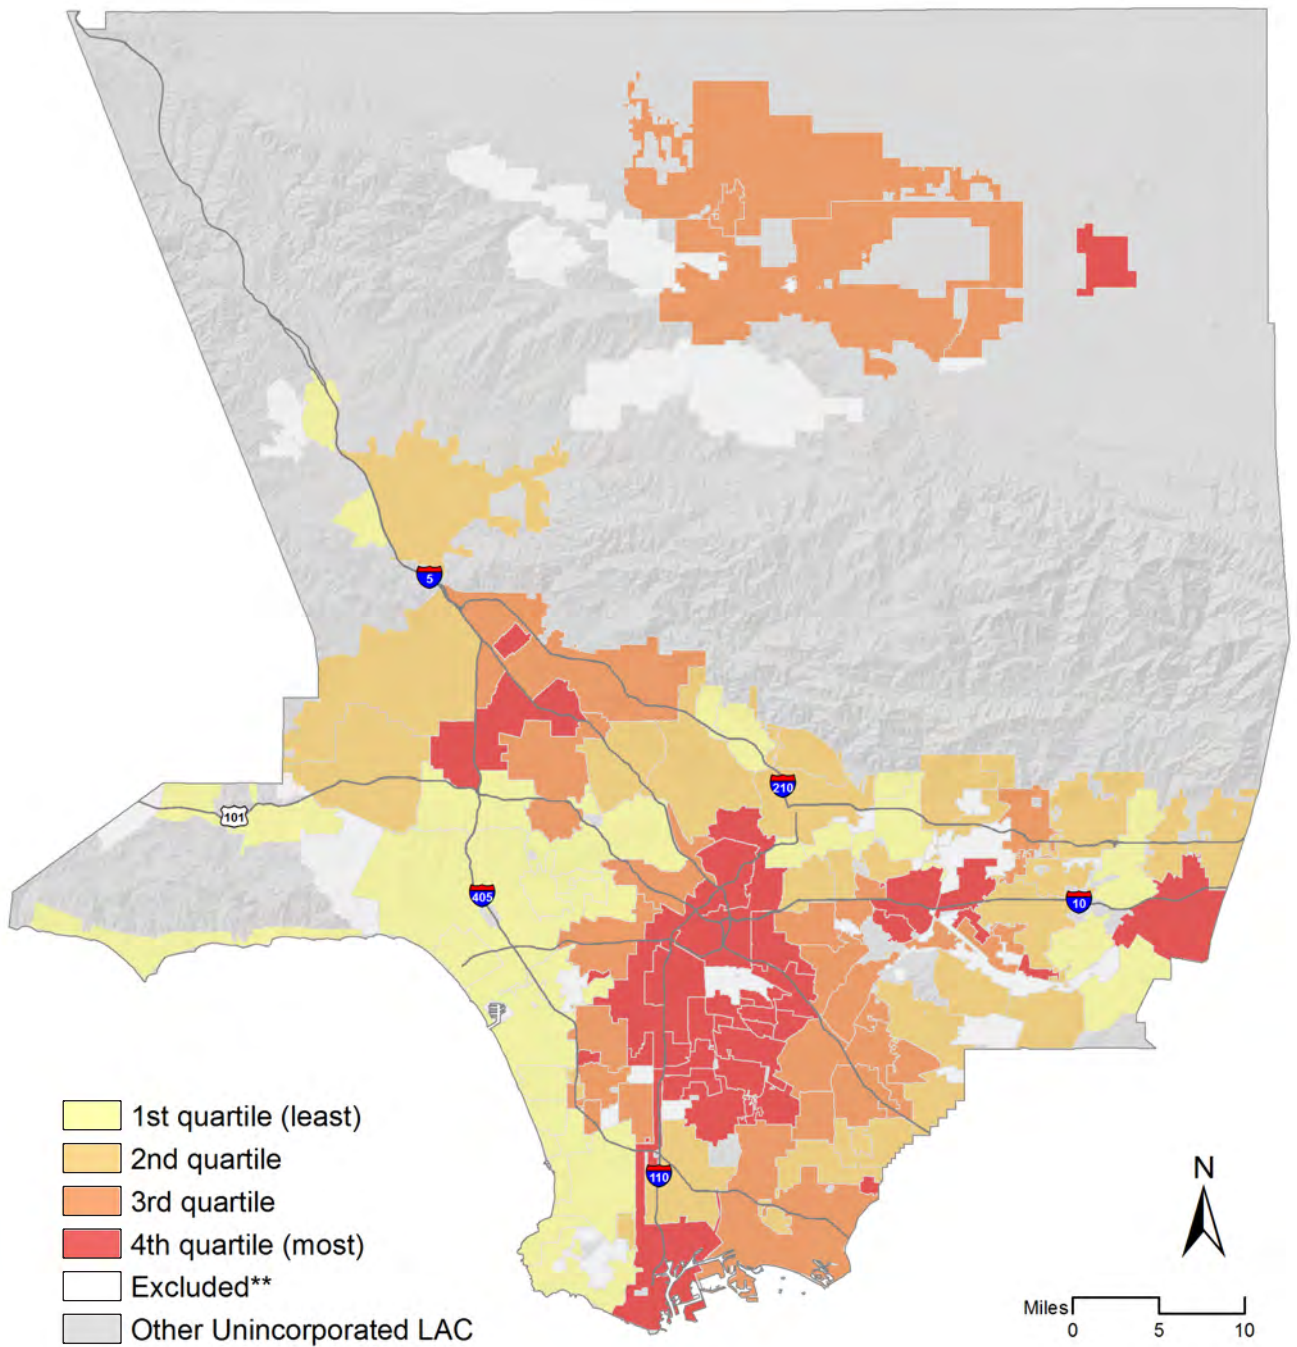 5
210
101
405
10
110
1st quartile (least)
2nd quartile
3rd quartile
4th quartile (most)
Excluded**
Other Unincorporated LAC
N
Miles
0 5 10